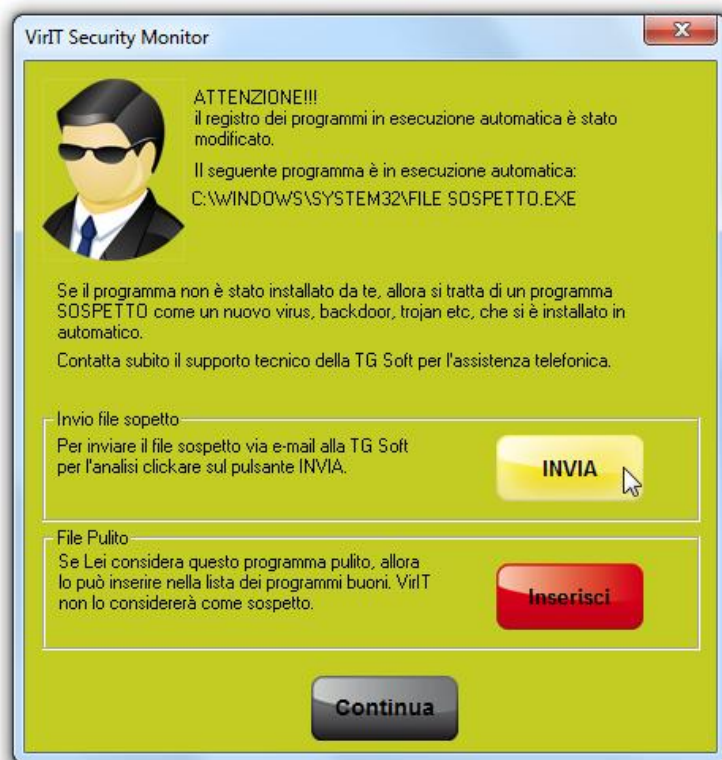 VirIT Security Monitor
ATTENZIONE!!!
il registro dei programmi in esecuzione automatica è stato
modificato.
Il seguente programma è in esecuzione automatica:
C:\WINDOWS\SYSTEM32\FILE SOSPETTO.EXE
Se il programma non è stato installato da te, allora si tratta di un programma
SOSPETTO come un nuovo virus, backdoor, trojan etc, che si è installato in
automatico.
Contatta subito il supporto tecnico della TG Soft per l'assistenza telefonica.
Invio file sopetto
Per inviare il file sospetto via e-mail alla TG Soft
per l'analisi clickare sul pulsante INVIA.
INVIA
File Pulito
Se Lei considera questo programma pulito, allora
lo può inserire nella lista dei programmi buoni. VirIT
non lo considererà come sospetto.
Inserisci
Continua